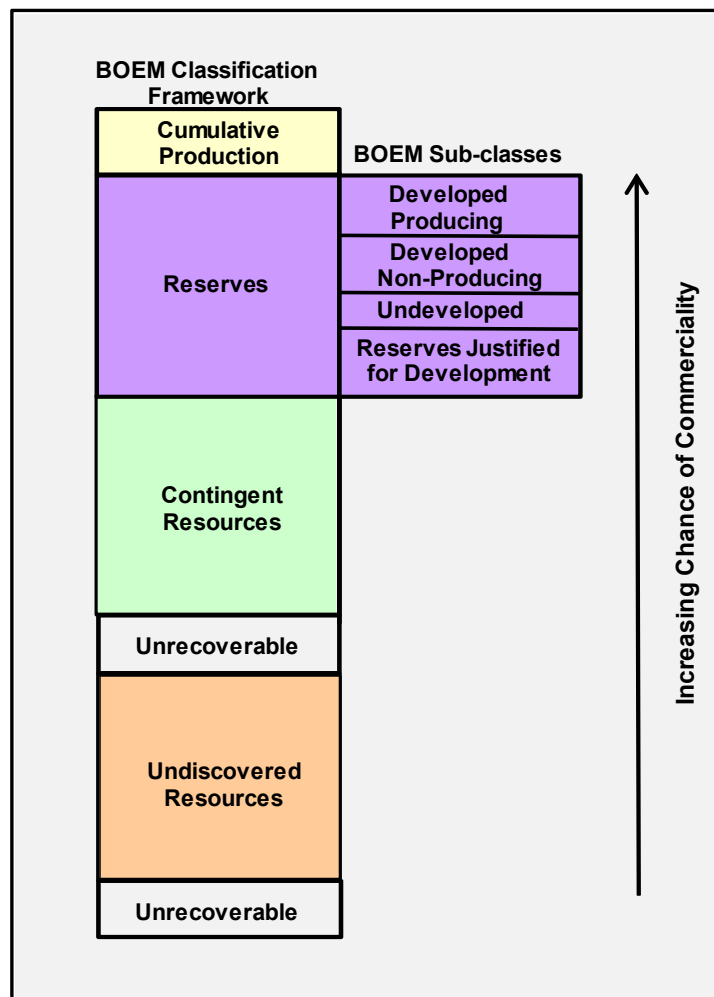 BOEM Classification
Framework
Cumulative
Production
BOEM Sub-classes
Developed
Producing
Reserves
Developed
Non-Producing
Undeveloped
Reserves Justified
for Development
Contingent
Resources
Unrecoverable
Undiscovered
Resources
Unrecoverable
Increasing Chance of Commerciality